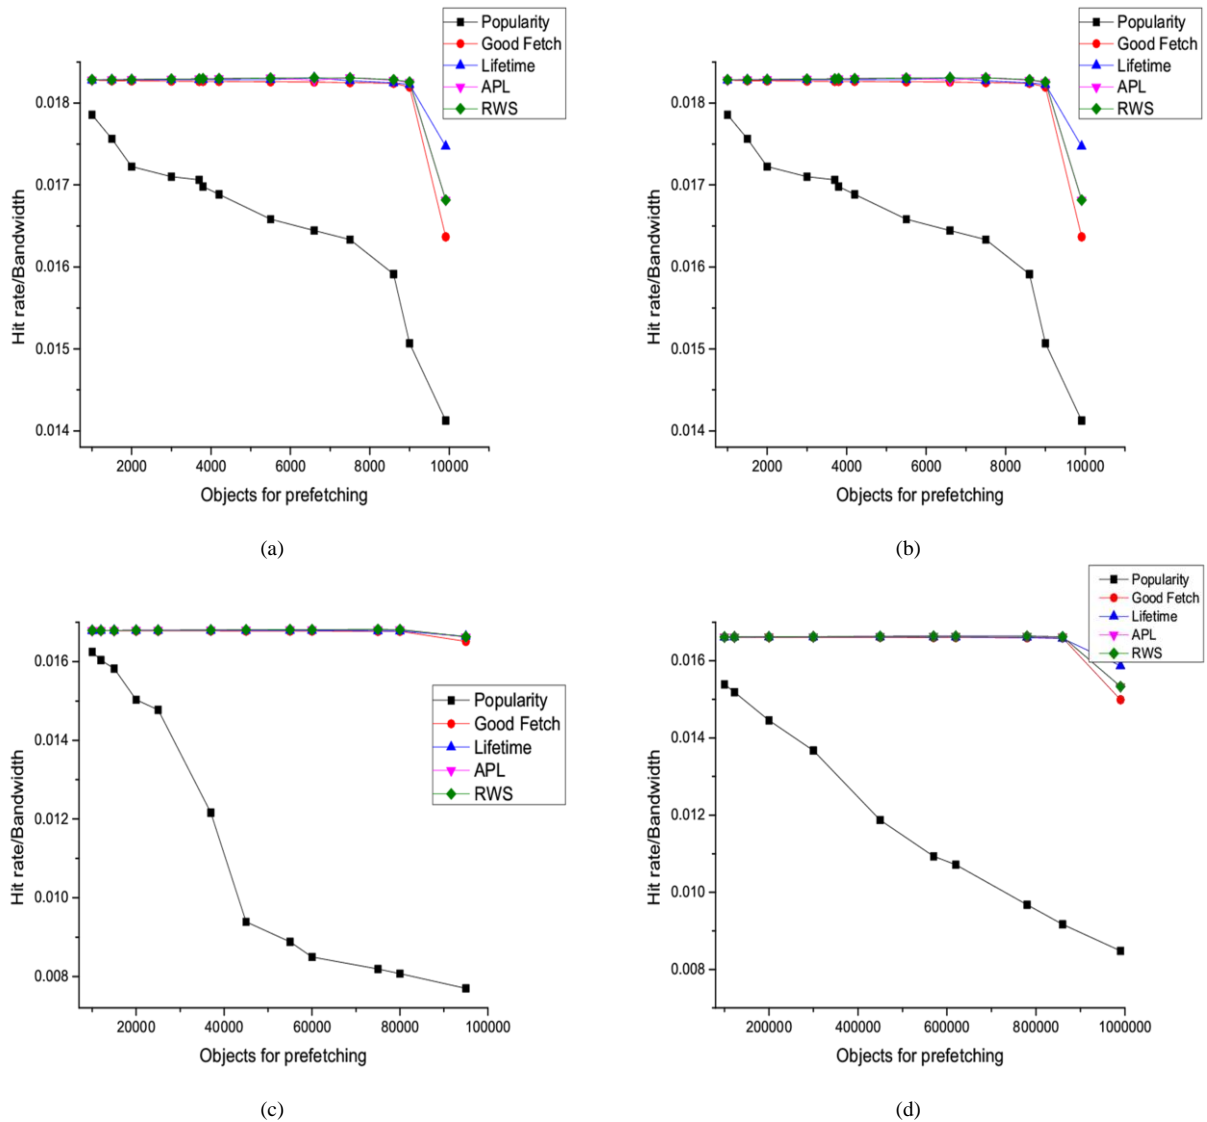 Popularity
Good Fetch
Lifetime
APL
RWS
0.018
0.017
0.016
0.015
0.014
Hit rate/Bandwidth
2000 4000 6000 8000 10000
Objects for prefetching
(a)
Popularity
Good Fetch
Lifetime
APL
RWS
0.018
0.017
0.016
0.015
0.014
Hit rate/Bandwidth
2000 4000 6000 8000 10000
Objects for prefetching
(b)
Popularity
Good Fetch
Lifetime
APL
RWS
0.016
0.014
0.012
0.010
0.008
Hit rate/Bandwidth
20000 40000 60000 80000 100000
Objects for prefetching
(c)
Popularity
Good Fetch
Lifetime
APL
RWS
0.016
0.014
0.012
0.010
0.008
Hit rate/Bandwidth
200000 400000 600000 800000 1000000
Objects for prefetching
(d)